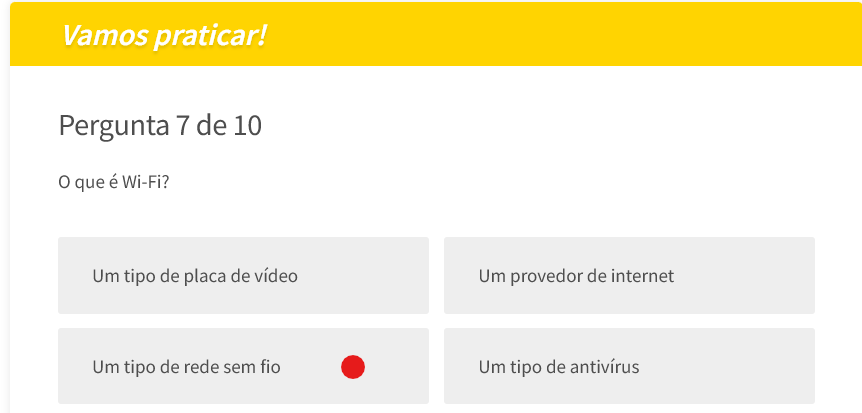 Vamos praticar!
Pergunta 7 de 10
O que é Wi-Fi?
Um tipo de placa de vídeo
Um provedor de internet
Um tipo de rede sem fio
Um tipo de antivírus